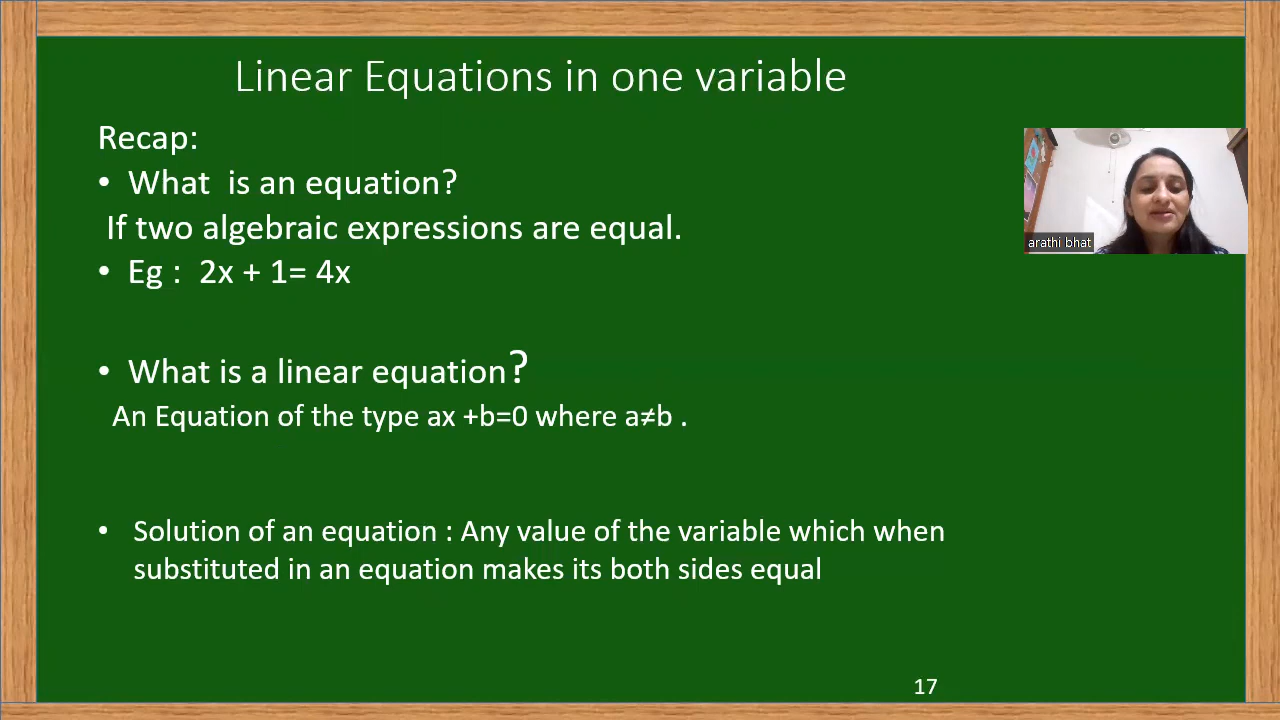 Linear Equations in one variable
Recap:
• What is an equation?
If two algebraic expressions are equal.
• Eg : 2x + 1= 4x
arathi bhat
• What is a linear equation?
An Equation of the type ax +b=0 where a≠b .
• Solution of an equation : Any value of the variable which when
substituted in an equation makes its both sides equal
17